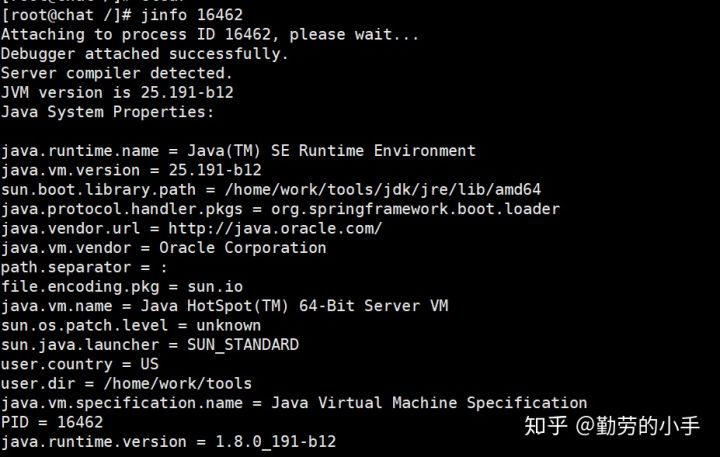 [root@chat /]# jinfo 16462
Attaching to process ID 16462, please wait...
Debugger attached successfully.
Server compiler detected.
JVM version is 25.191-b12
Java System Properties:
java.runtime.name = Java(TM) SE Runtime Environment
java.vm.version = 25.191-b12
sun.boot.library.path = /home/work/tools/jdk/jre/lib/amd64
java.protocol.handler.pkgs = org.springframework.boot.loader
java.vendor.url = http://java.oracle.com/
java.vm.vendor = Oracle Corporation
path.separator = :
file.encoding.pkg = sun.io
java.vm.name = Java HotSpot(TM) 64-Bit Server VM
sun.os.patch.level = unknown
sun.java.launcher = SUN_STANDARD
user.country = US
user.dir = /home/work/tools
java.vm.specification.name = Java Virtual Machine Specification
PID = 16462
java.runtime.version = 1.8.0_191-b12
知乎 @勤劳的小手